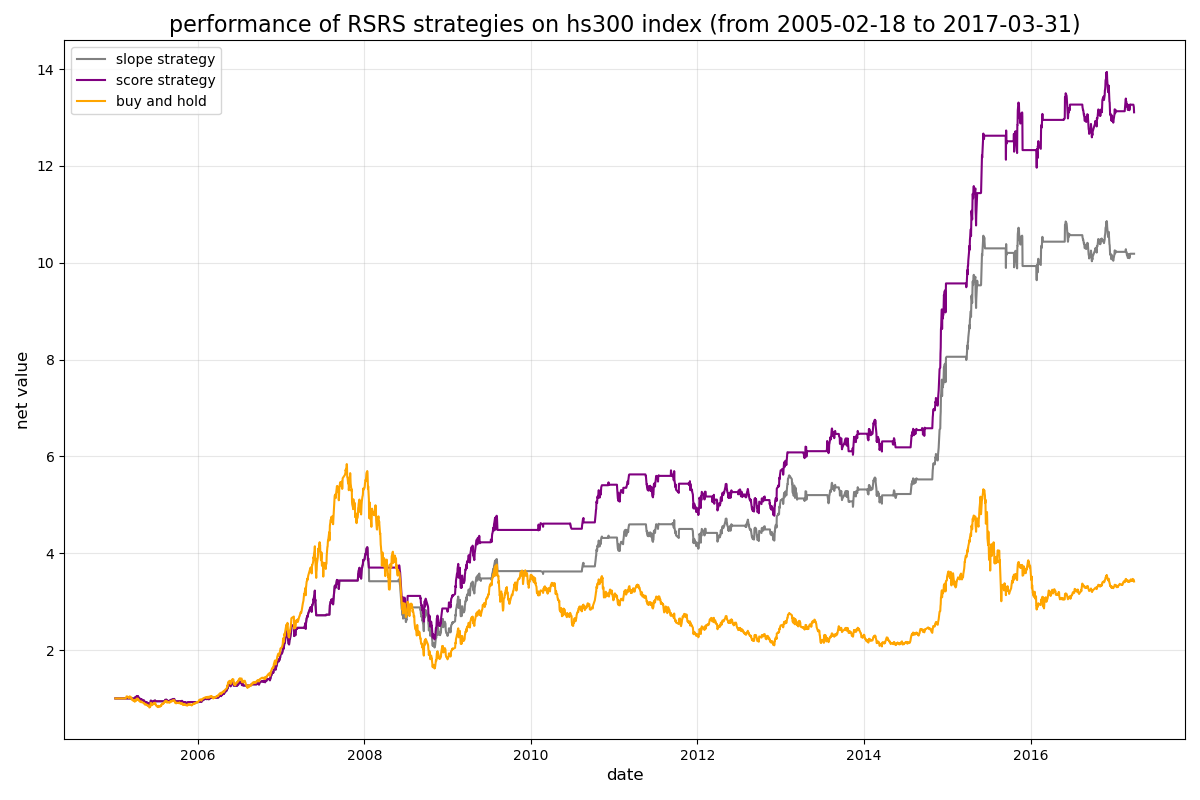 performance of RSRS strategies on hs300 index (from 2005-02-18 to 2017-03-31)
slope strategy
score strategy
buy and hold
net value
14
12
10
8
6
4
2
2006 2008 2010 2012 2014 2016
date